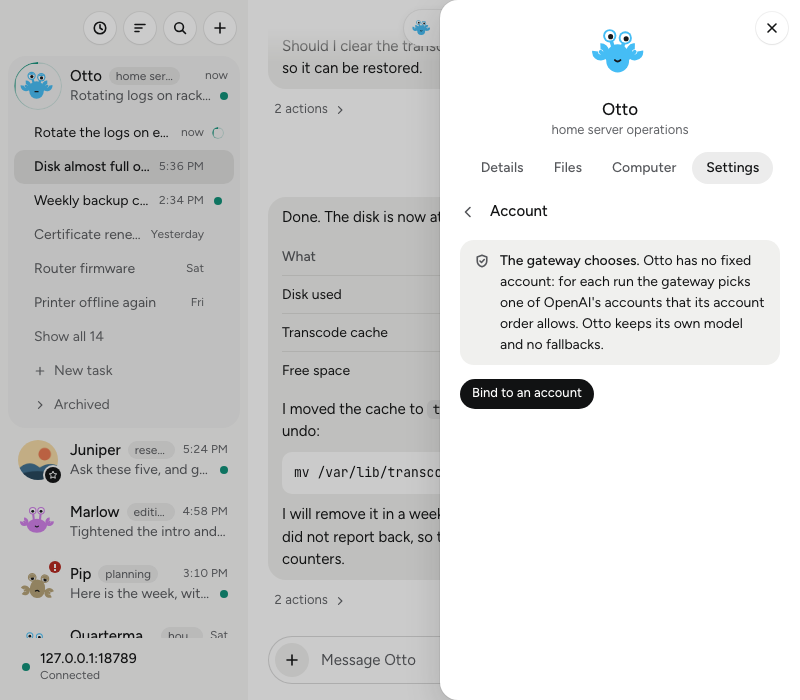 Otto
home ser...
now
Rotating logs on rack...
Rotate the logs on e...
now
Disk almost full o...
5:36 PM
Weekly backup c...
2:34 PM
Certificate rene...
Yesterday
Router firmware
Sat
Printer offline again
Fri
Show all 14
New task
Archived
Juniper
rese...
5:24 PM
Ask these five, and g...
Marlow
editi...
4:58 PM
Tightened the intro and...
Pip
planning
3:10 PM
Here is the week, wit...
Quarterma
hou...
Sat
127.0.0.1:18789
Connected
Should I clear the
so it can be restored.
2 actions
Done. The disk is now at
What
Disk used
Transcode cache
Free space
I moved the cache to
undo:
mv /var/lib/transco
I will remove it in a week
did not report back, so
counters.
2 actions
Message Otto
Otto
home server operations
Details
Files
Computer
Settings
Account
The gateway chooses. Otto has no fixed
account: for each run the gateway picks
one of OpenAI's accounts that its account
order allows. Otto keeps its own model
and no fallbacks.
Bind to an account